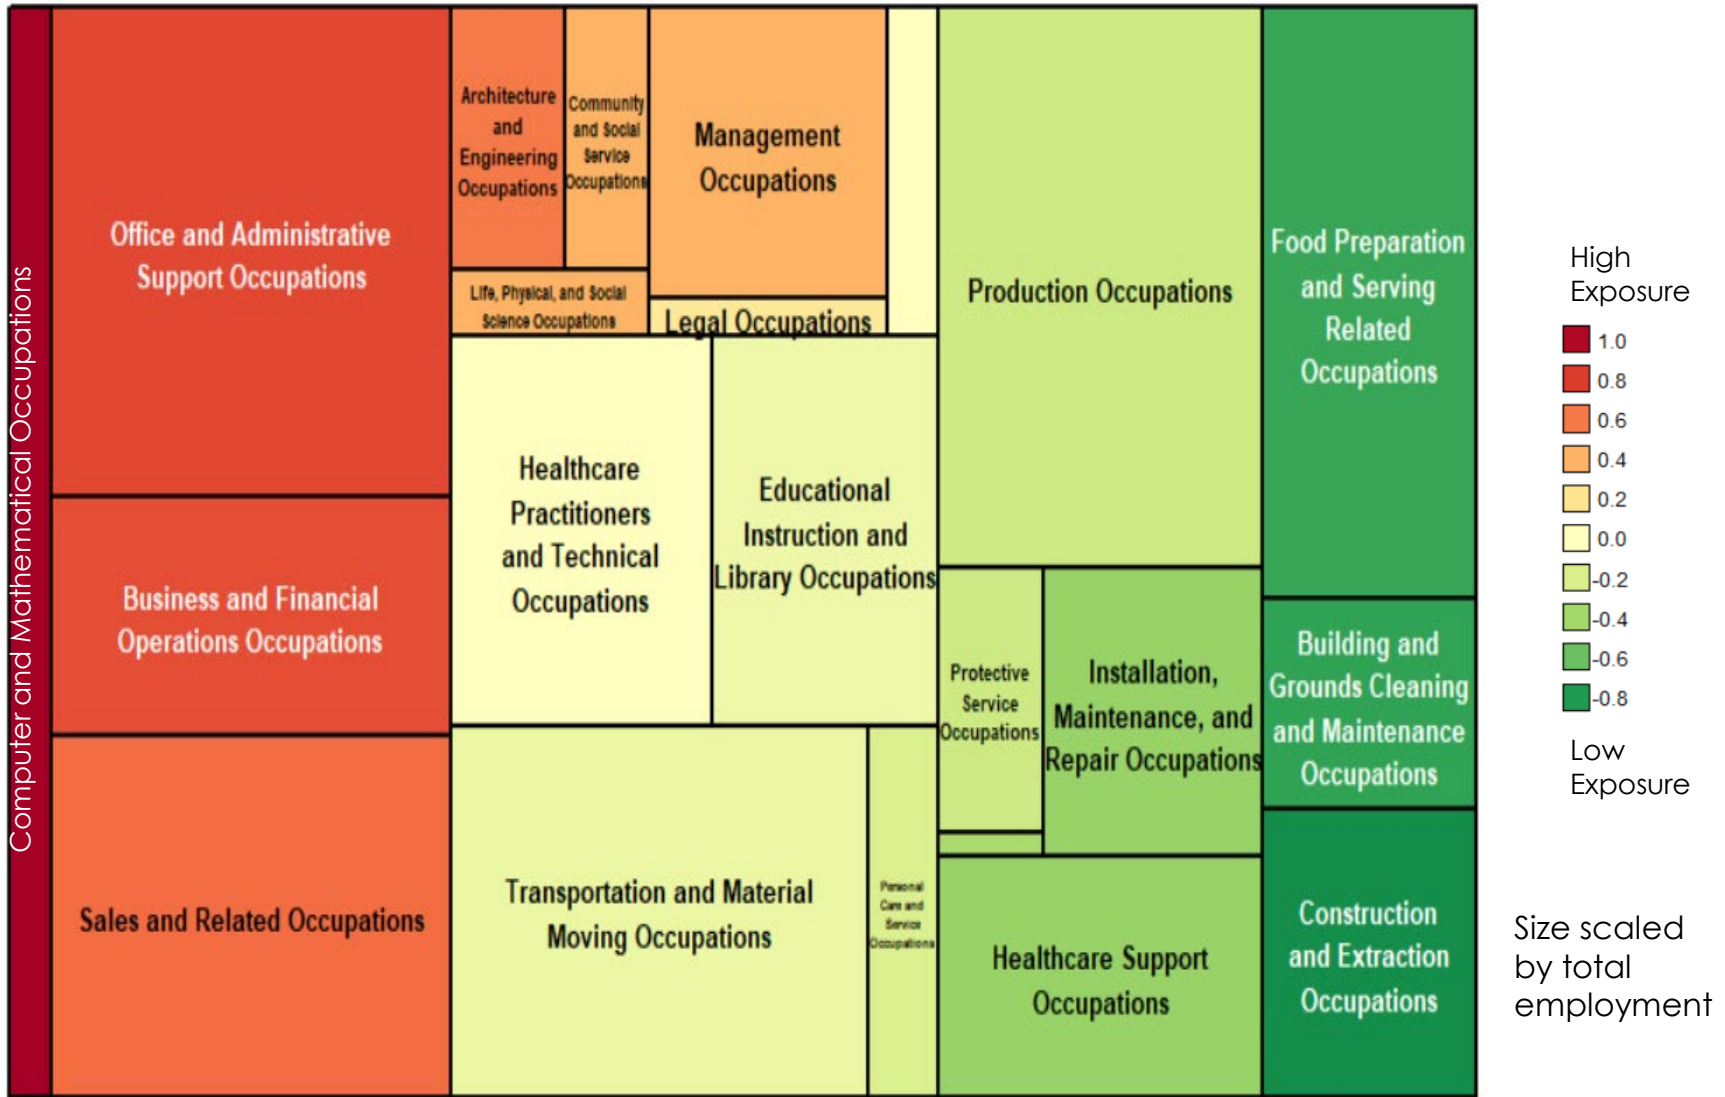 Computer and Mathematical Occupations
Office and Administrative
Support Occupations
Business and Financial
Operations Occupations
Sales and Related Occupations
Architecture
and
Engineering
Occupations
Community
and Social
Service
Occupations
Management
Occupations
Life, Physical, and Social
Science Occupations
Legal Occupations
Healthcare
Practitioners
and Technical
Occupations
Educational
Instruction and
Library Occupations
Transportation and Material
Moving Occupations
Personal
Care and
Service
Occupations
Production Occupations
Protective
Service
Occupations
Installation,
Maintenance, and
Repair Occupations
Healthcare Support
Occupations
Food Preparation
and Serving
Related
Occupations
Building and
Grounds Cleaning
and Maintenance
Occupations
Construction
and Extraction
Occupations
High
Exposure
1.0
0.8
0.6
0.4
0.2
0.0
-0.2
-0.4
-0.6
-0.8
Low
Exposure
Size scaled
by total
employment